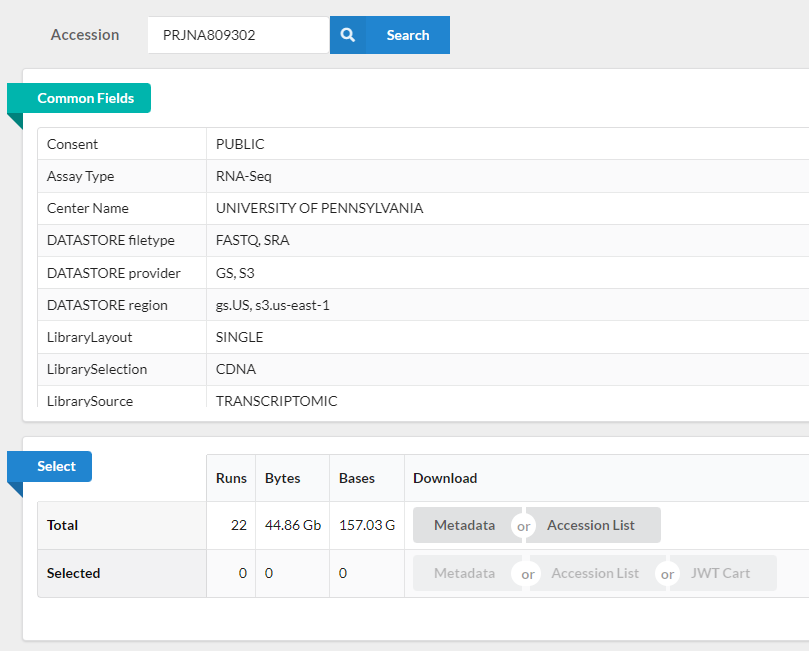 Accession PRJNA809302 Search
Common Fields
Consent PUBLIC
Assay Type RNA-Seq
Center Name UNIVERSITY OF PENNSYLVANIA
DATASTORE filetype FASTQ, SRA
DATASTORE provider GS, S3
DATASTORE region gs.US, s3.us-east-1
LibraryLayout SINGLE
LibrarySelection CDNA
LibrarySource TRANSCRIPTOMIC
Select
Runs Bytes Bases Download
Total 22 44.86 Gb 157.03 G Metadata or Accession List
Selected 0 0 0 Metadata or Accession List or JWT Cart